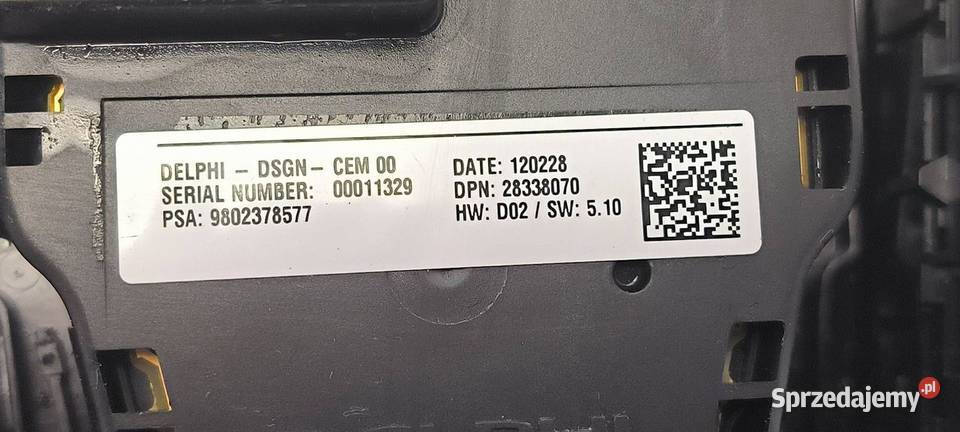 DELPHI - DSGN - CEM 00
SERIAL NUMBER: 00011329
PSA: 9802378577
DATE: 120228
DPN: 28338070
HW: D02 / SW: 5.10
Sprzedajemy.pl